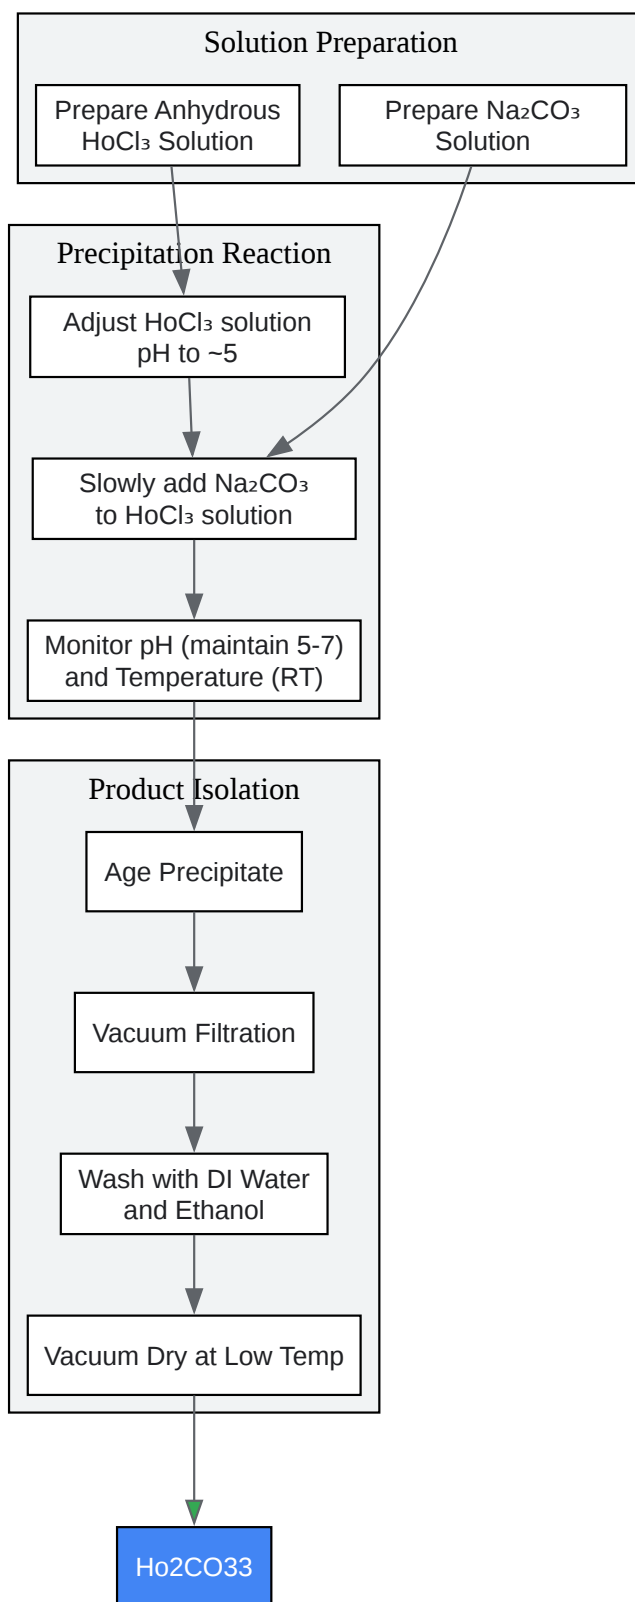 Solution Preparation
Prepare Anhydrous
HoCl₃ Solution
Prepare Na₂CO₃
Solution
Precipitation Reaction
Adjust HoCl₃ solution
pH to ~5
Slowly add Na₂CO₃
to HoCl₃ solution
Monitor pH (maintain 5-7)
and Temperature (RT)
Product Isolation
Age Precipitate
Vacuum Filtration
Wash with DI Water
and Ethanol
Vacuum Dry at Low Temp
Ho2CO33